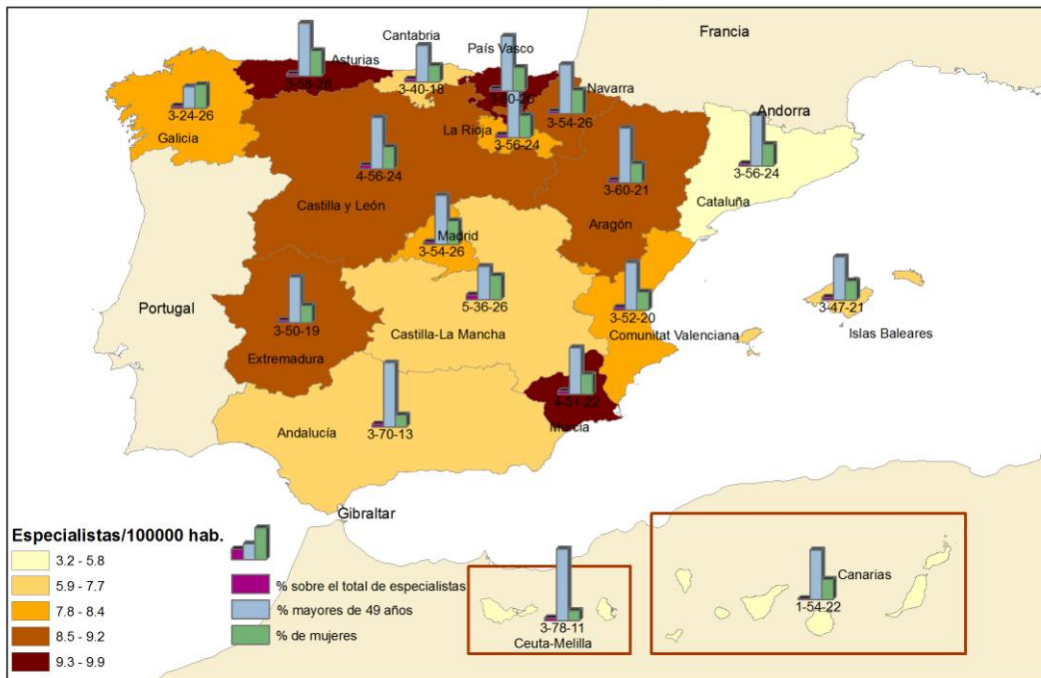 Francia
Cantabria
País Vasco
Asturias
3-40-18
Navarra
Andorra
3-24-26
3-54-26
Galicia
La Rioja
3-56-24
4-56-24
3-56-24
3-60-21
Castilla y León
Cataluña
Aragón
Madrid
3-54-26
Portugal
5-36-26
3-52-20
3-47-21
3-50-19
Castilla-La Mancha
Comunitat Valenciana
Islas Baleares
Extremadura
4-51-22
Andalucía
3-70-13
Murcia
Gibraltar
Especialistas/100000 hab.
3.2 - 5.8
5.9 - 7.7
7.8 - 8.4
8.5 - 9.2
9.3 - 9.9
% sobre el total de especialistas
% mayores de 49 años
% de mujeres
3-78-11
Ceuta-Melilla
Canarias
1-54-22